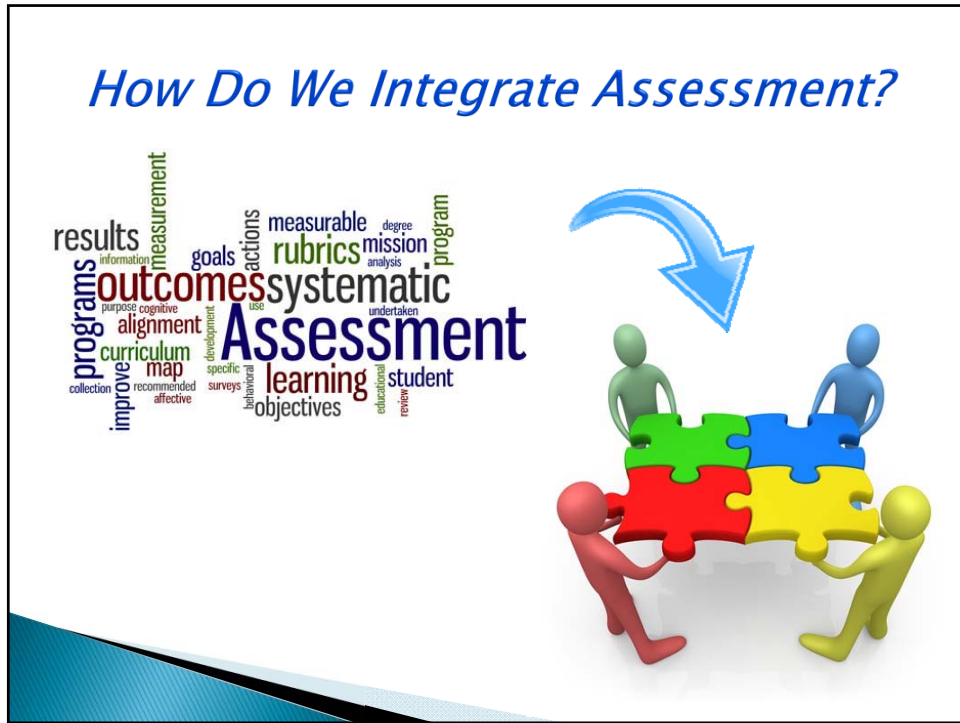 How Do We Integrate Assessment?
measurement
results
information
goals
actions
measurable
degree
rubrics
mission
analysis
program
programs
outcomes
systematic
purpose
cognitive
use
undertaken
alignment
development
Assessment
curriculum
map
specific
collection
improve
recommended
affective
surveys
behavioral
learning
objectives
educational
student
review